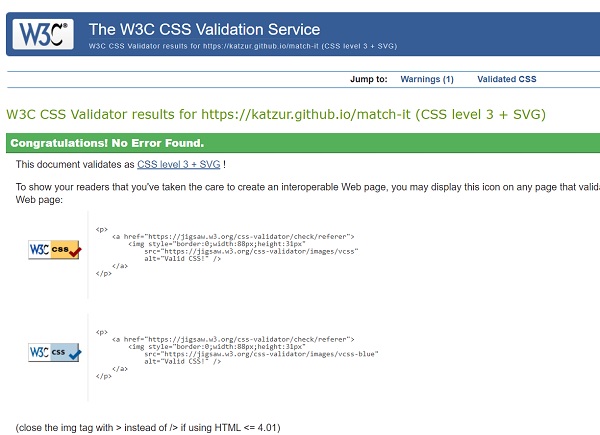 W3C® The W3C CSS Validation Service
W3C CSS Validator results for https://katzur.github.io/match-it (CSS level 3 + SVG)
Jump to: Warnings (1) Validated CSS
W3C CSS Validator results for https://katzur.github.io/match-it (CSS level 3 + SVG)
Congratulations! No Error Found.
This document validates as CSS level 3 + SVG !
To show your readers that you've taken the care to create an interoperable Web page, you may display this icon on any page that valida
Web page:
W3C css
<p>
<a href="https://jigsaw.w3.org/css-validator/check/referer">
<img style="border:0;width:88px;height:31px"
src="https://jigsaw.w3.org/css-validator/images/vcss"
alt="Valid CSS!" />
</a>
</p>
W3C css
<p>
<a href="https://jigsaw.w3.org/css-validator/check/referer">
<img style="border:0;width:88px;height:31px"
src="https://jigsaw.w3.org/css-validator/images/vcss-blue"
alt="Valid CSS!" />
</a>
</p>
(close the img tag with > instead of /> if using HTML <= 4.01)